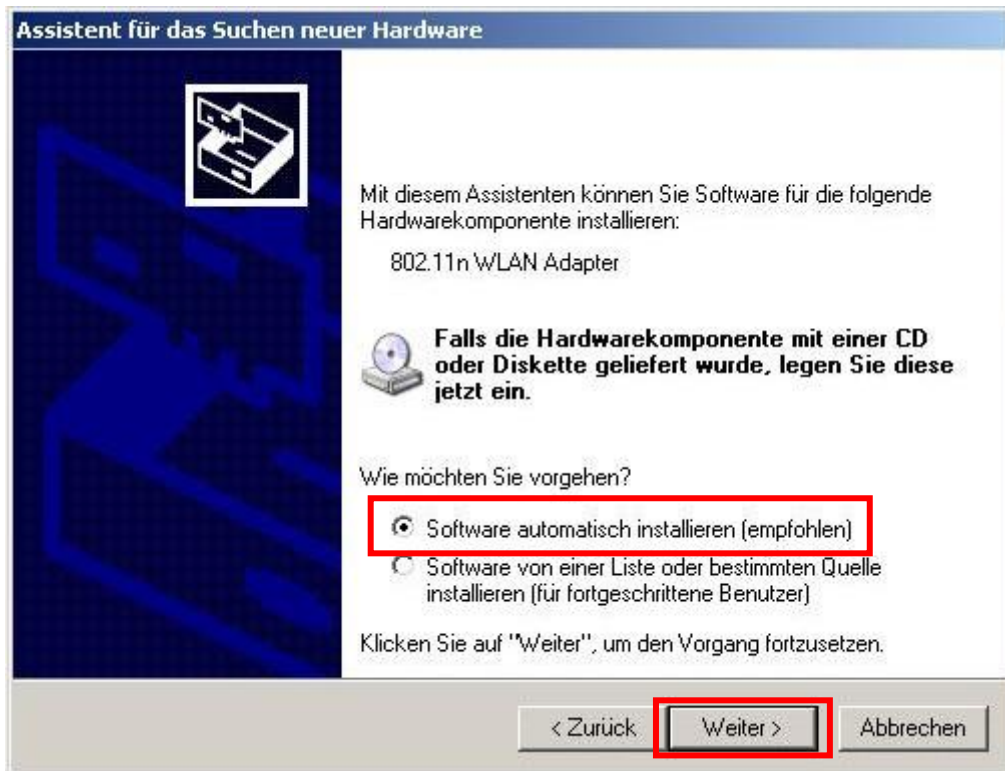 Assistent für das Suchen neuer Hardware
Mit diesem Assistenten können Sie Software für die folgende
Hardwarekomponente installieren:
802.11n WLAN Adapter
Falls die Hardwarekomponente mit einer CD
oder Diskette geliefert wurde, legen Sie diese
jetzt ein.
Wie möchten Sie vorgehen?
Software automatisch installieren (empfohlen)
Software von einer Liste oder bestimmten Quelle
installieren (für fortgeschrittene Benutzer)
Klicken Sie auf "Weiter", um den Vorgang fortzusetzen.
< Zurück Weiter > Abbrechen